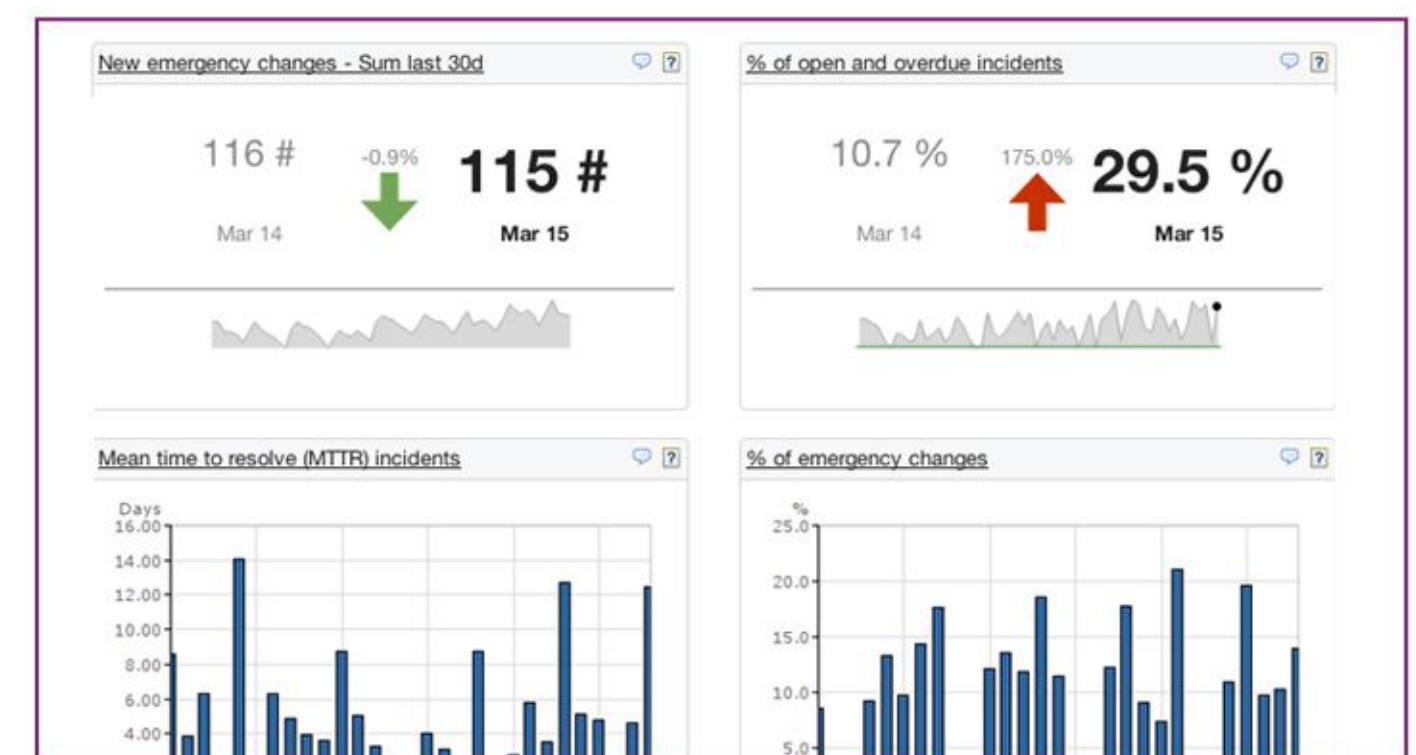 New emergency changes - Sum last 30d
?
% of open and overdue incidents
?
116 #
-0.9%
115 #
Mar 14
Mar 15
10.7 %
175.0%
29.5 %
Mar 14
Mar 15
Mean time to resolve (MTTR) incidents
?
% of emergency changes
?
Days
16.00
14.00
12.00
10.00
8.00
6.00
4.00
%
25.0
20.0
15.0
10.0
5.0